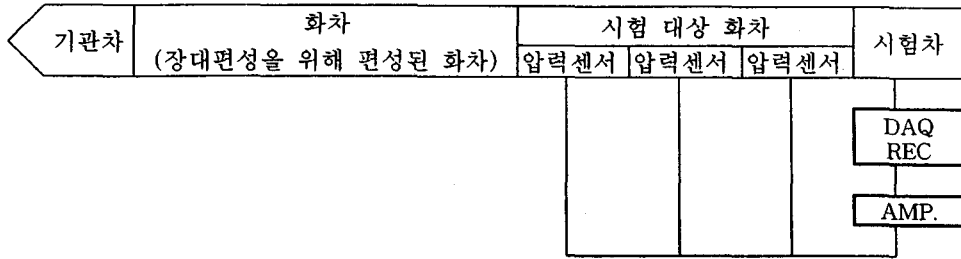 기관차
화차
(장대편성을 위해 편성된 화차)
시험 대상 화차
압력센서 압력센서 압력센서
시험차
DAQ
REC
AMP.